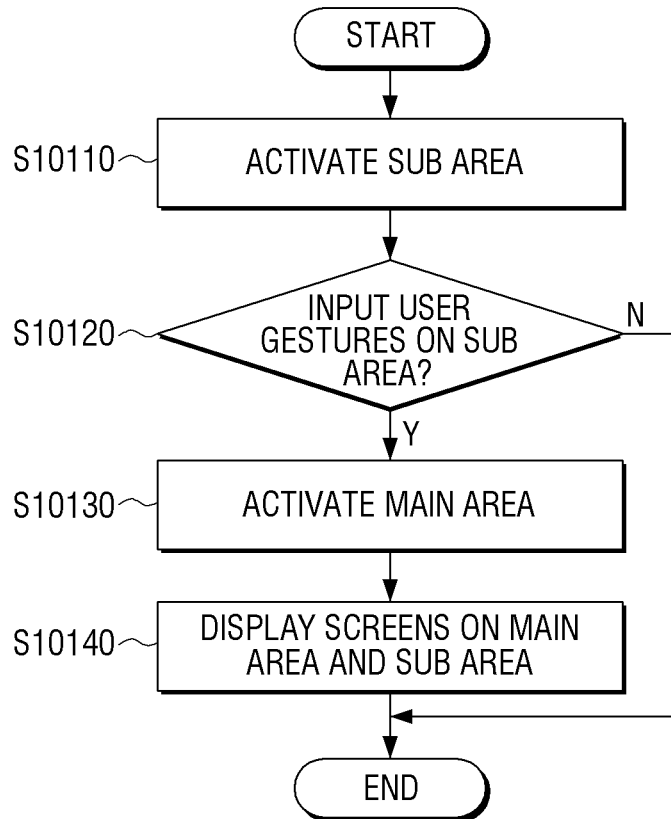 START
S10110
ACTIVATE SUB AREA
S10120
INPUT USER
GESTURES ON SUB
AREA?
N
Y
S10130
ACTIVATE MAIN AREA
S10140
DISPLAY SCREENS ON MAIN
AREA AND SUB AREA
END